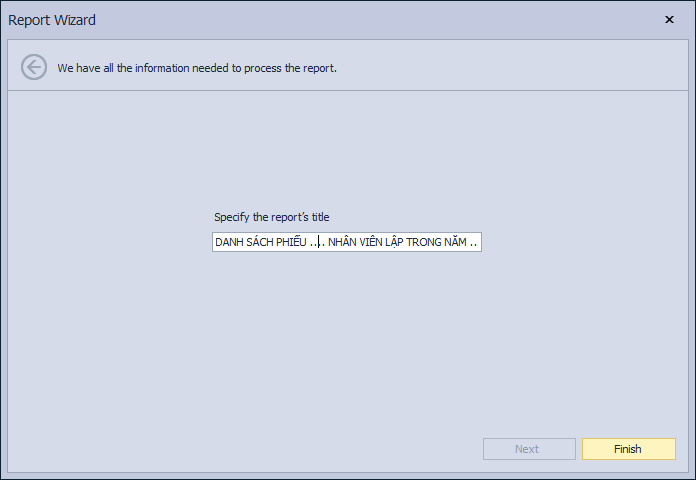 Report Wizard
We have all the information needed to process the report.
Specify the report's title
DANH SÁCH PHIẾU .... NHÂN VIÊN LẬP TRONG NĂM ..
Next
Finish